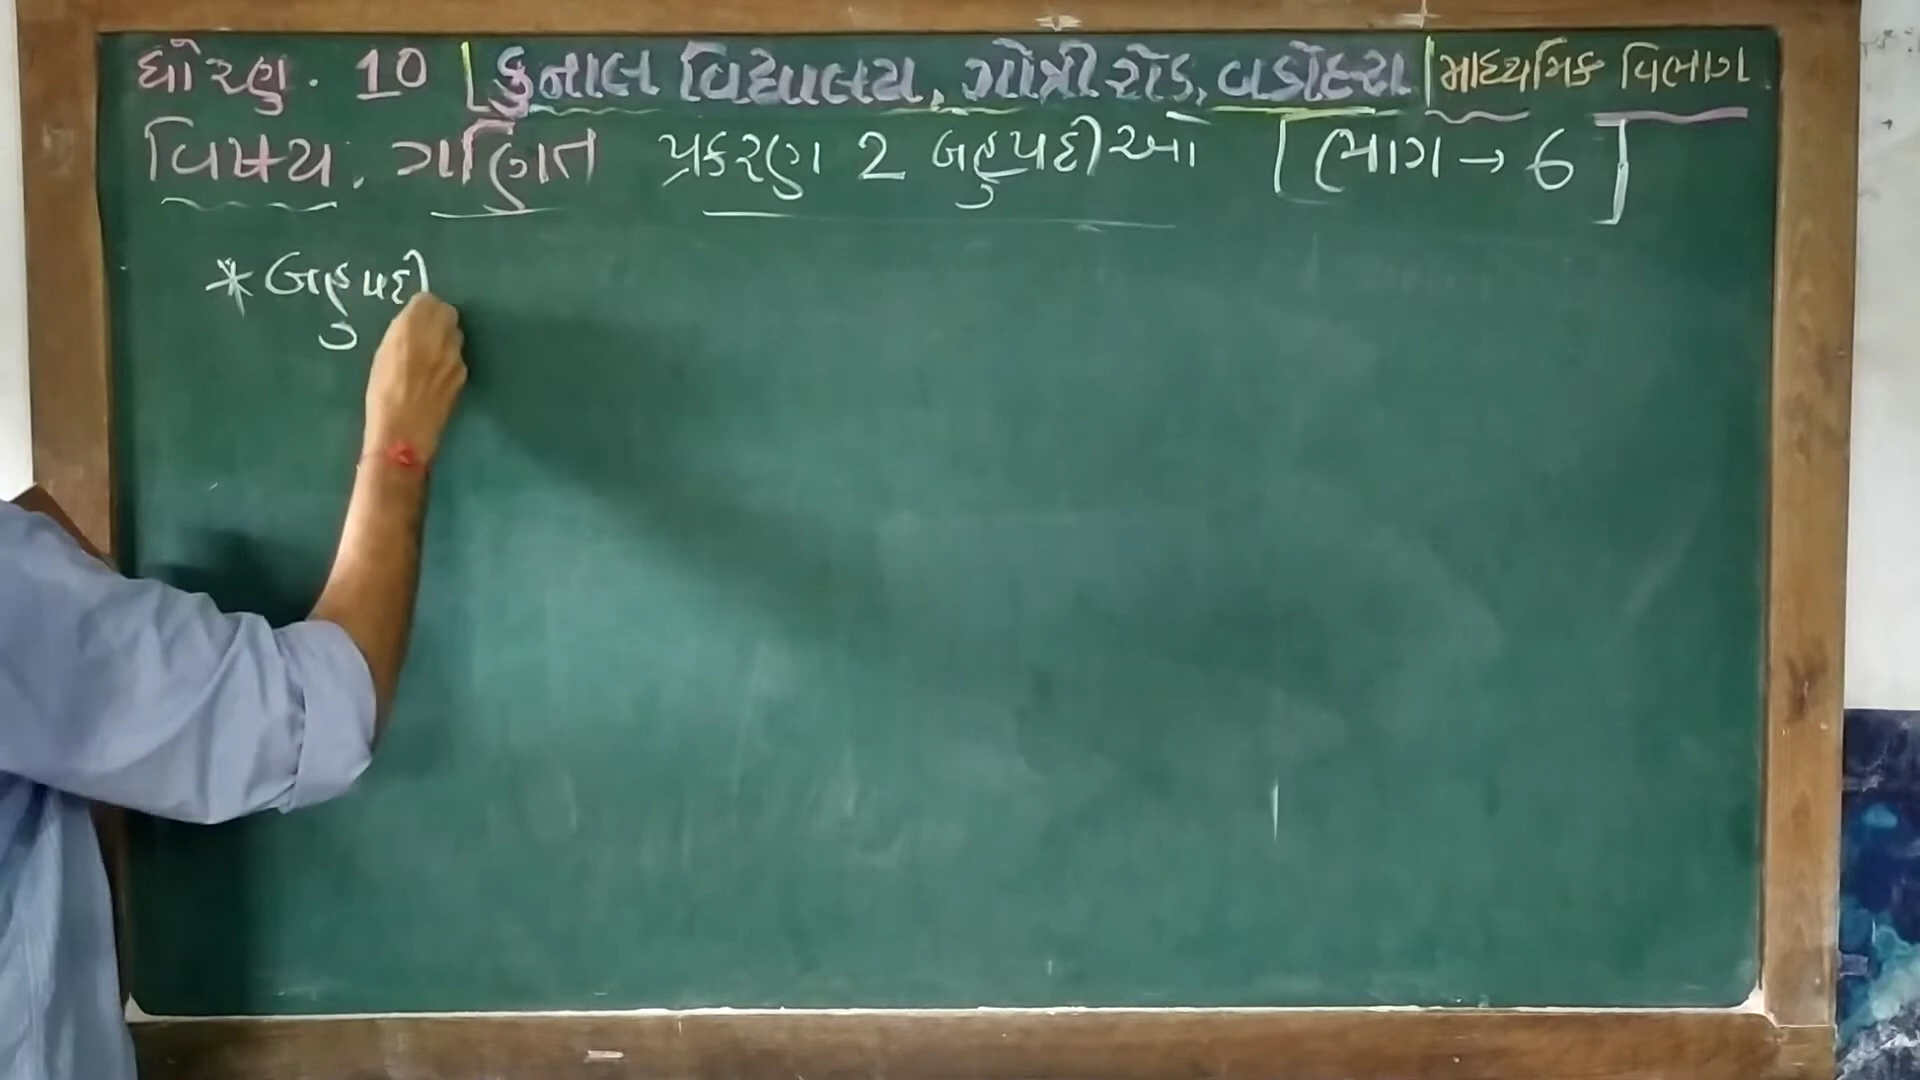 ધોરણ. 10 | કુનાલ વિદ્યાલય, ગોત્રી રોડ, વડોદરા | માધ્યમિક વિભાગ
વિષય. ગણિત પ્રકરણ 2 બહુપદીઓ [ભાગ → 6]
* બહુપદી